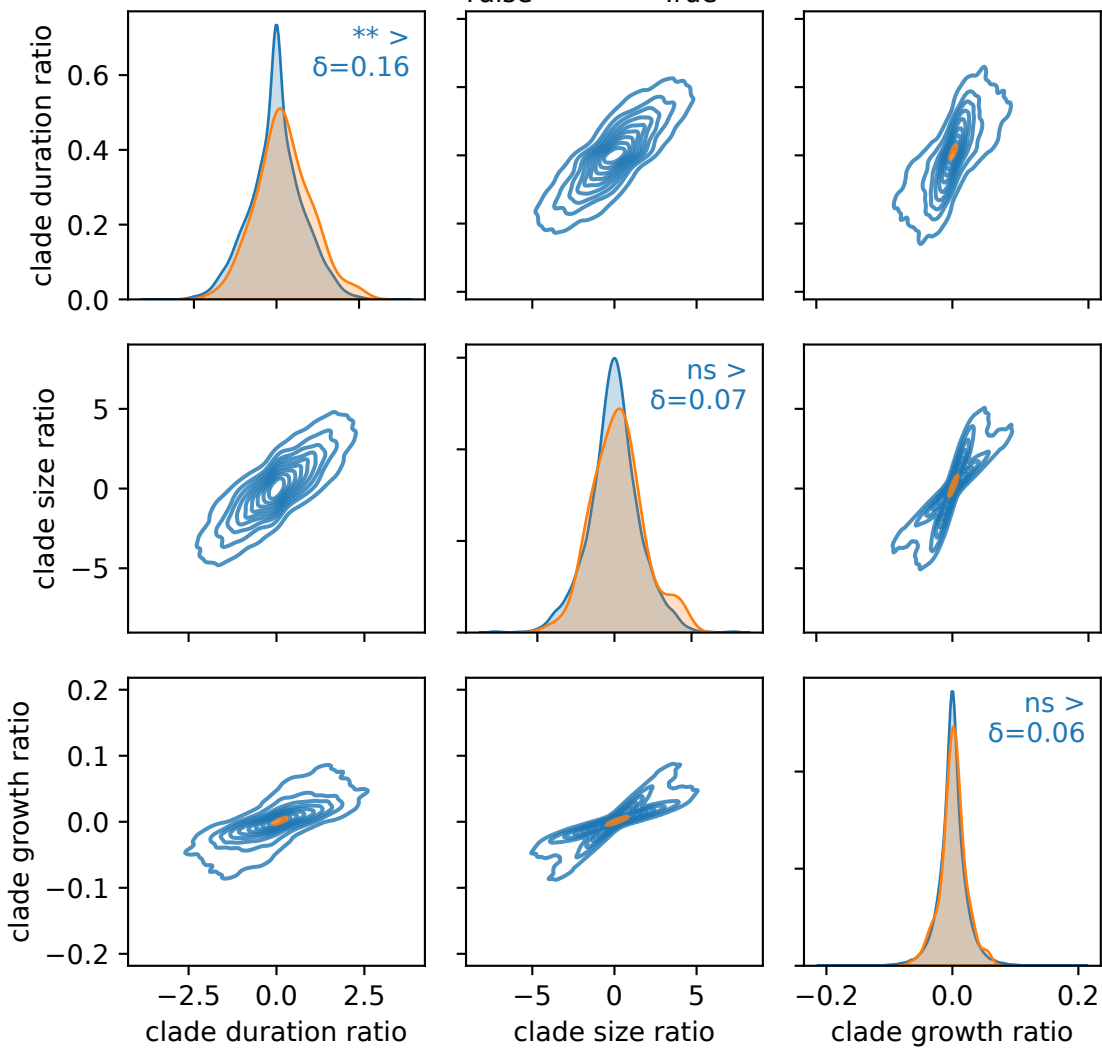 0.6
0.4
0.2
0.0
clade duration ratio
** >
δ=0.16
5
0
−5
clade size ratio
ns >
δ=0.07
0.2
0.1
0.0
−0.1
−0.2
clade growth ratio
ns >
δ=0.06
−2.5 0.0 2.5
−5 0 5
−0.2 0.0 0.2
clade duration ratio
clade size ratio
clade growth ratio